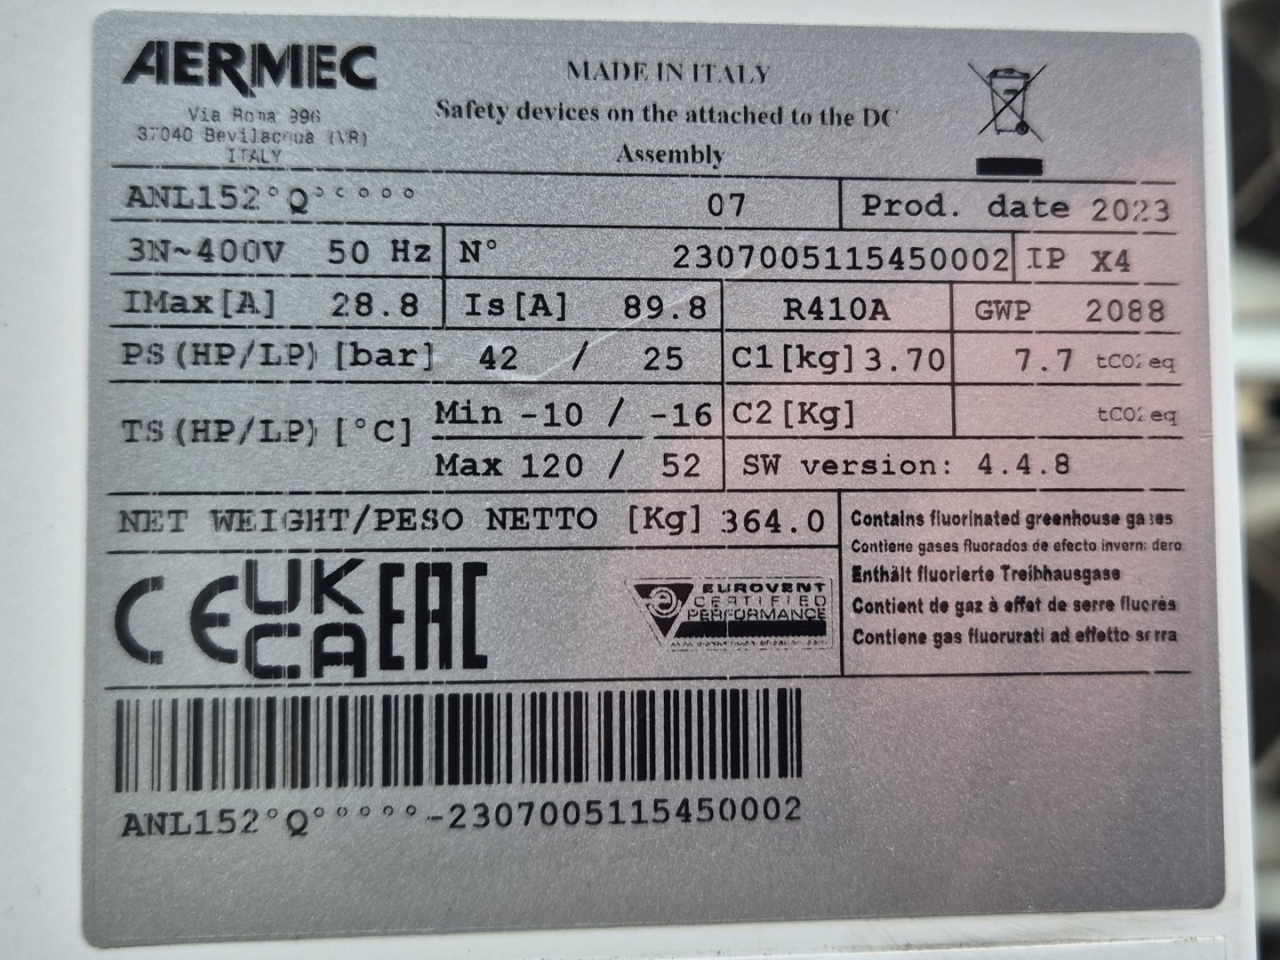 AERMEC
Via Roma 996
37040 Bevilacqua (VR)
ITALY
MADE IN ITALY
Safety devices on the attached to the DC
Assembly
ANL152°Q°°°°° 07 Prod. date 2023
3N~400V 50 Hz N° 2307005115450002 IP X4
IMax[A] 28.8 Is[A] 89.8 R410A GWP 2088
PS(HP/LP)[bar] 42 / 25 C1[kg]3.70 7.7 tCO2eq
TS(HP/LP)[°C] Min -10 / -16 C2[Kg] tCO2eq
Max 120 / 52 SW version: 4.4.8
NET WEIGHT/PESO NETTO [Kg] 364.0
Contains fluorinated greenhouse gases
Contiene gases fluorados de efecto invernadero
Enthält fluorierte Treibhausgase
Contient de gaz à effet de serre fluorés
Contiene gas fluorurati ad effetto serra
CE UK CA EAC
EUROVENT
CERTIFIED
PERFORMANCE
ANL152°Q°°°°°-2307005115450002